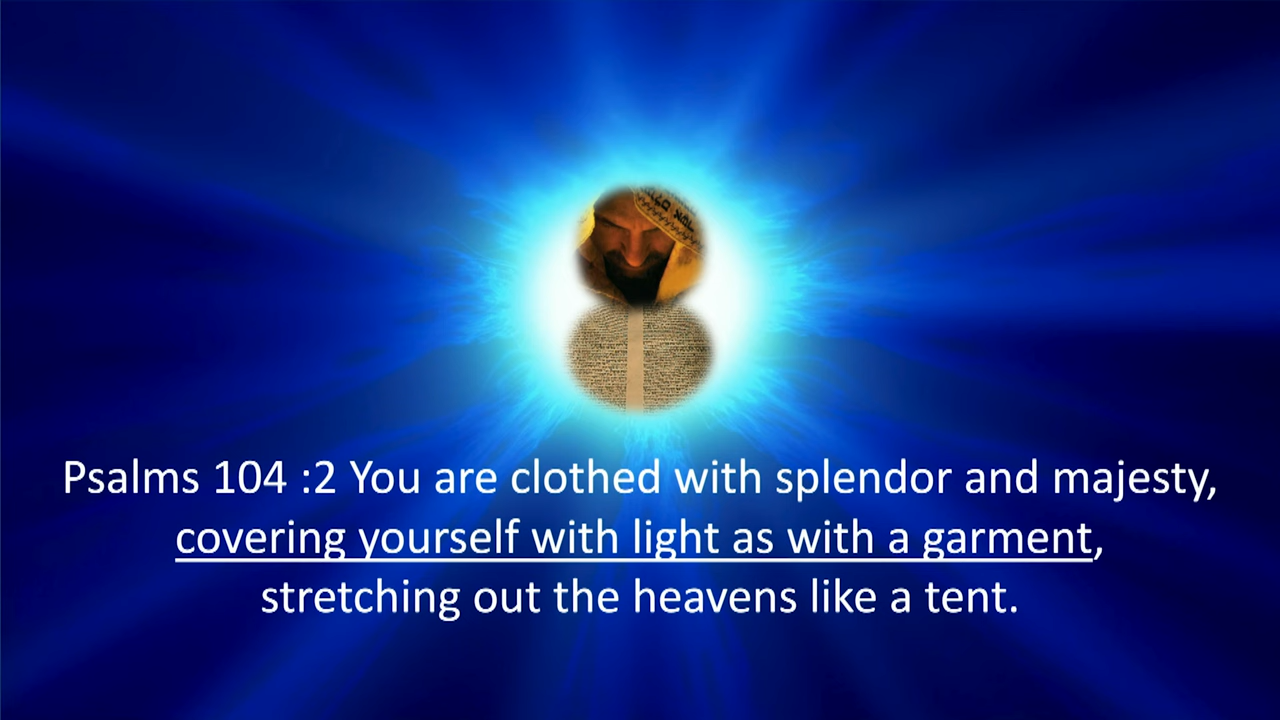 Psalms 104 :2 You are clothed with splendor and majesty,
covering yourself with light as with a garment,
stretching out the heavens like a tent.